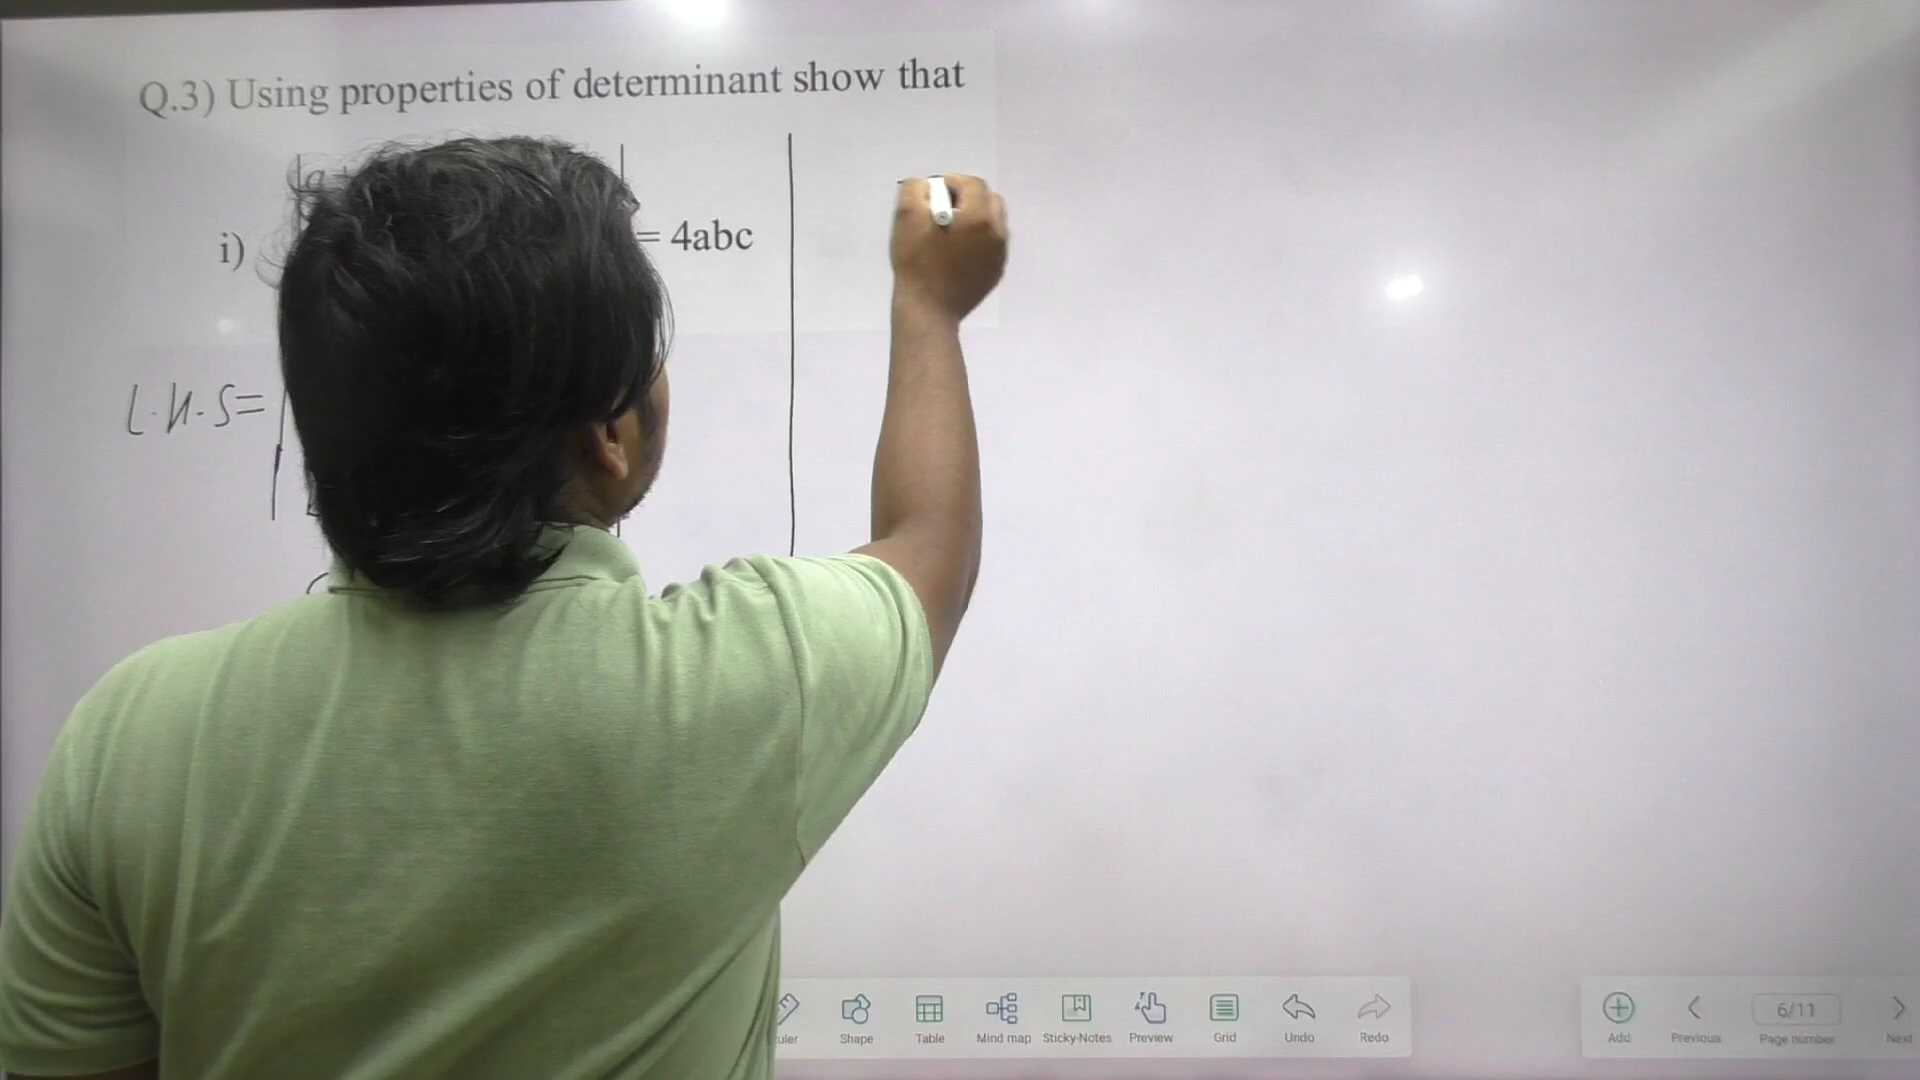 Q.3) Using properties of determinant show that
i)
= 4abc
L.H.S=
Shape Table Mind map Sticky-Notes Preview Grid Undo Redo
Add Previous 6/11 Page number Next